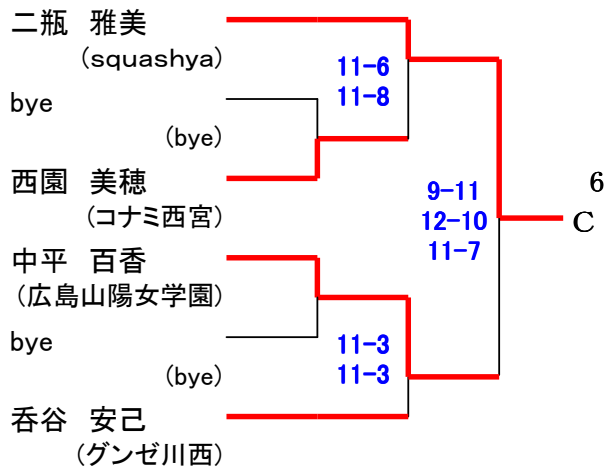 二瓶 雅美
(squashya)
11-6
11-8
bye
(bye)
西園 美穂
(コナミ西宮)
9-11
12-10
11-7
6
C
中平 百香
(広島山陽女学園)
bye
(bye)
11-3
11-3
呑谷 安己
(グンゼ川西)